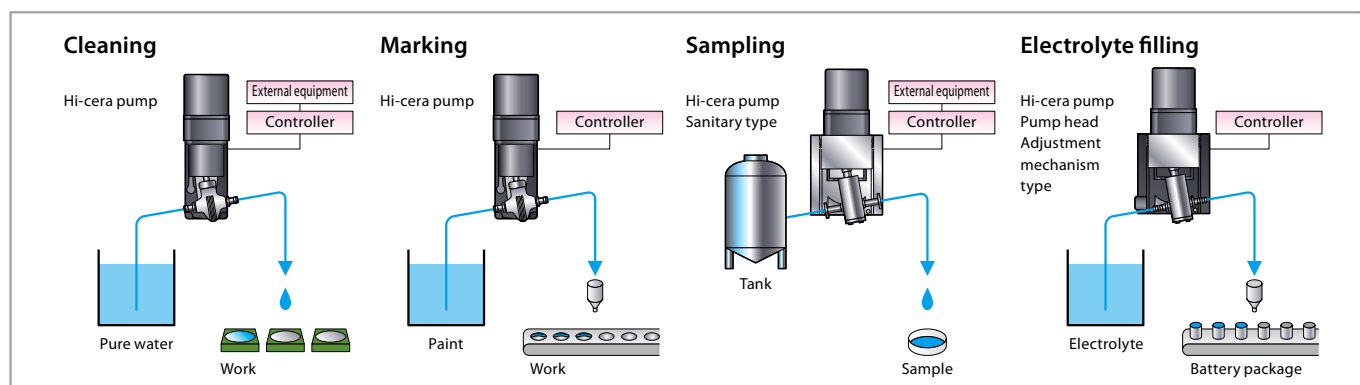 Cleaning
Hi-cera pump
External equipment
Controller
Pure water
Work
Marking
Hi-cera pump
Controller
Paint
Work
Sampling
Hi-cera pump
Sanitary type
External equipment
Controller
Tank
Sample
Electrolyte filling
Hi-cera pump
Pump head
Adjustment
mechanism
type
Controller
Electrolyte
Battery package